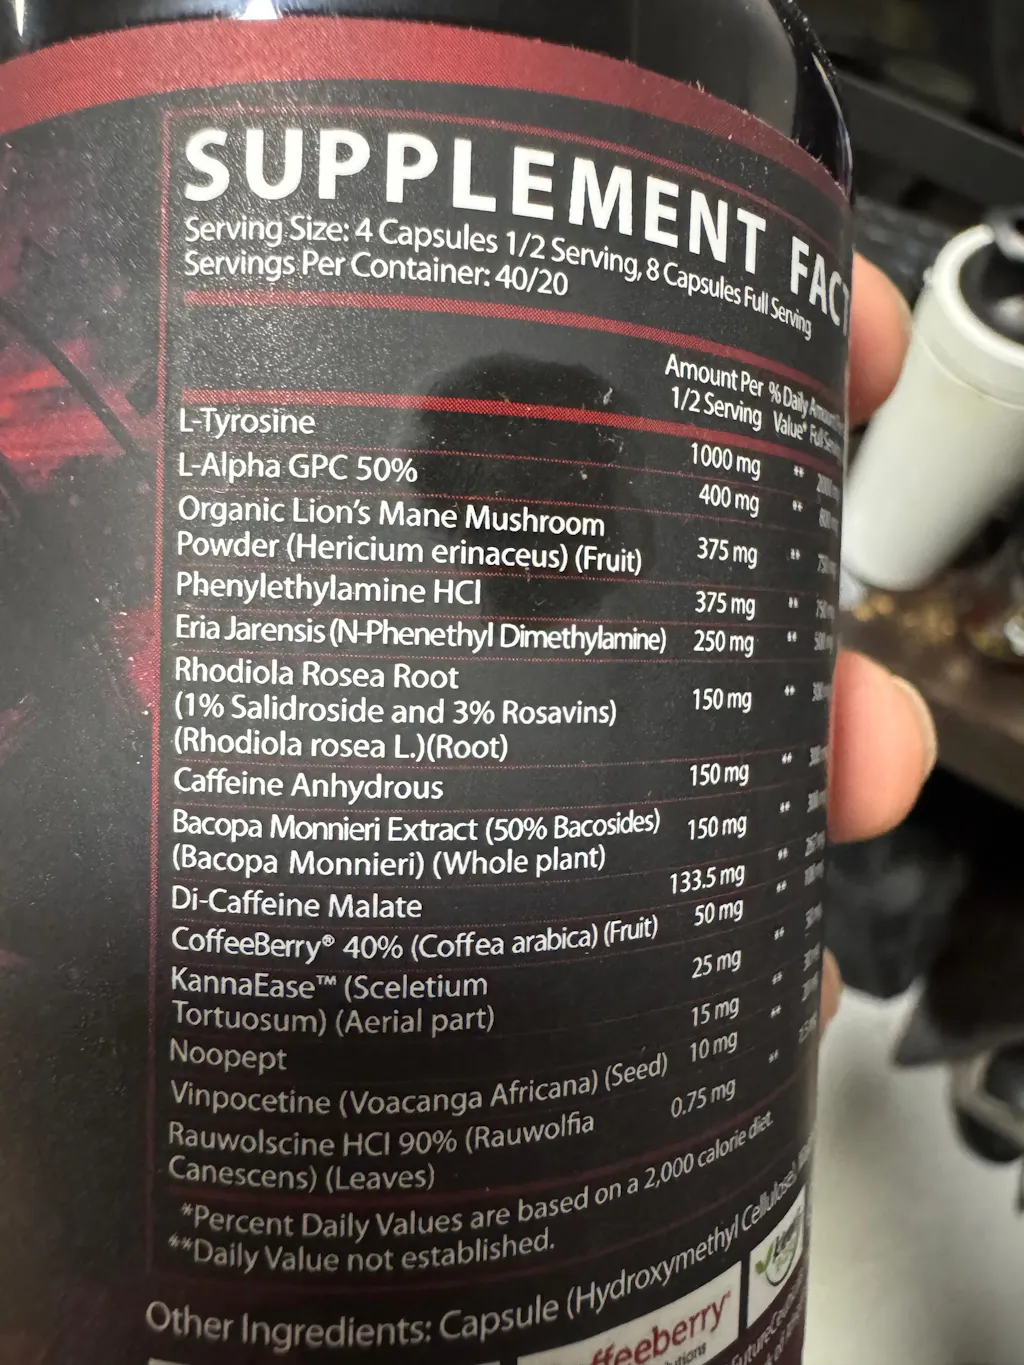 SUPPLEMENT FACT
Serving Size: 4 Capsules 1/2 Serving, 8 Capsules Full Serving
Servings Per Container: 40/20
Amount Per % Daily
1/2 Serving Value*
L-Tyrosine 1000 mg **
L-Alpha GPC 50% 400 mg **
Organic Lion's Mane Mushroom
Powder (Hericium erinaceus) (Fruit) 375 mg **
Phenylethylamine HCl 375 mg **
Eria Jarensis (N-Phenethyl Dimethylamine) 250 mg **
Rhodiola Rosea Root
(1% Salidroside and 3% Rosavins) 150 mg **
(Rhodiola rosea L.)(Root)
Caffeine Anhydrous 150 mg **
Bacopa Monnieri Extract (50% Bacosides) 150 mg **
(Bacopa Monnieri) (Whole plant)
Di-Caffeine Malate 133.5 mg **
CoffeeBerry® 40% (Coffea arabica) (Fruit) 50 mg **
KannaEase™ (Sceletium 25 mg **
Tortuosum) (Aerial part)
Noopept 15 mg **
Vinpocetine (Voacanga Africana) (Seed) 10 mg **
Rauwolscine HCl 90% (Rauwolfia 0.75 mg **
Canescens) (Leaves)
*Percent Daily Values are based on a 2,000 calorie diet.
**Daily Value not established.
Other Ingredients: Capsule (Hydroxymethyl Cellulose),
ffeeberry™